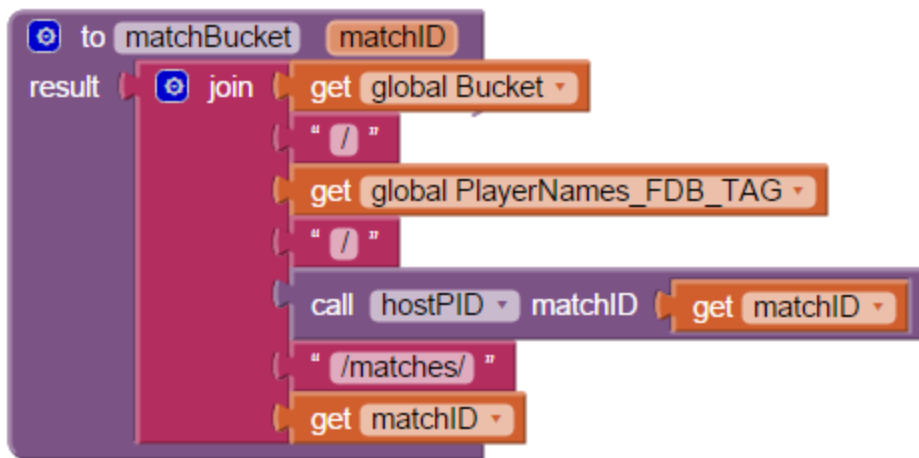 to matchBucket matchID
result join get global Bucket
“ / ”
get global PlayerNames_FDB_TAG
“ / ”
call hostPID matchID get matchID
“ /matches/ ”
get matchID